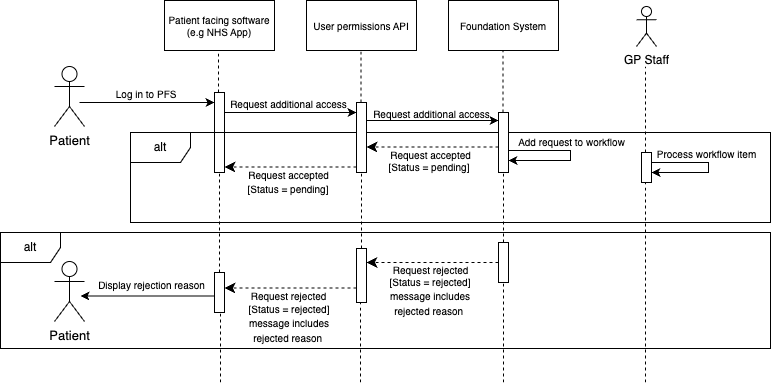 Patient facing software
(e.g NHS App)
User permissions API
Foundation System
GP Staff
Log in to PFS
Patient
Request additional access
Request additional access
alt
Add request to workflow
Request accepted
[Status = pending]
Process workflow item
Request accepted
[Status = pending]
alt
Request rejected
[Status = rejected]
message includes
rejected reason
Display rejection reason
Request rejected
[Status = rejected]
message includes
rejected reason
Patient